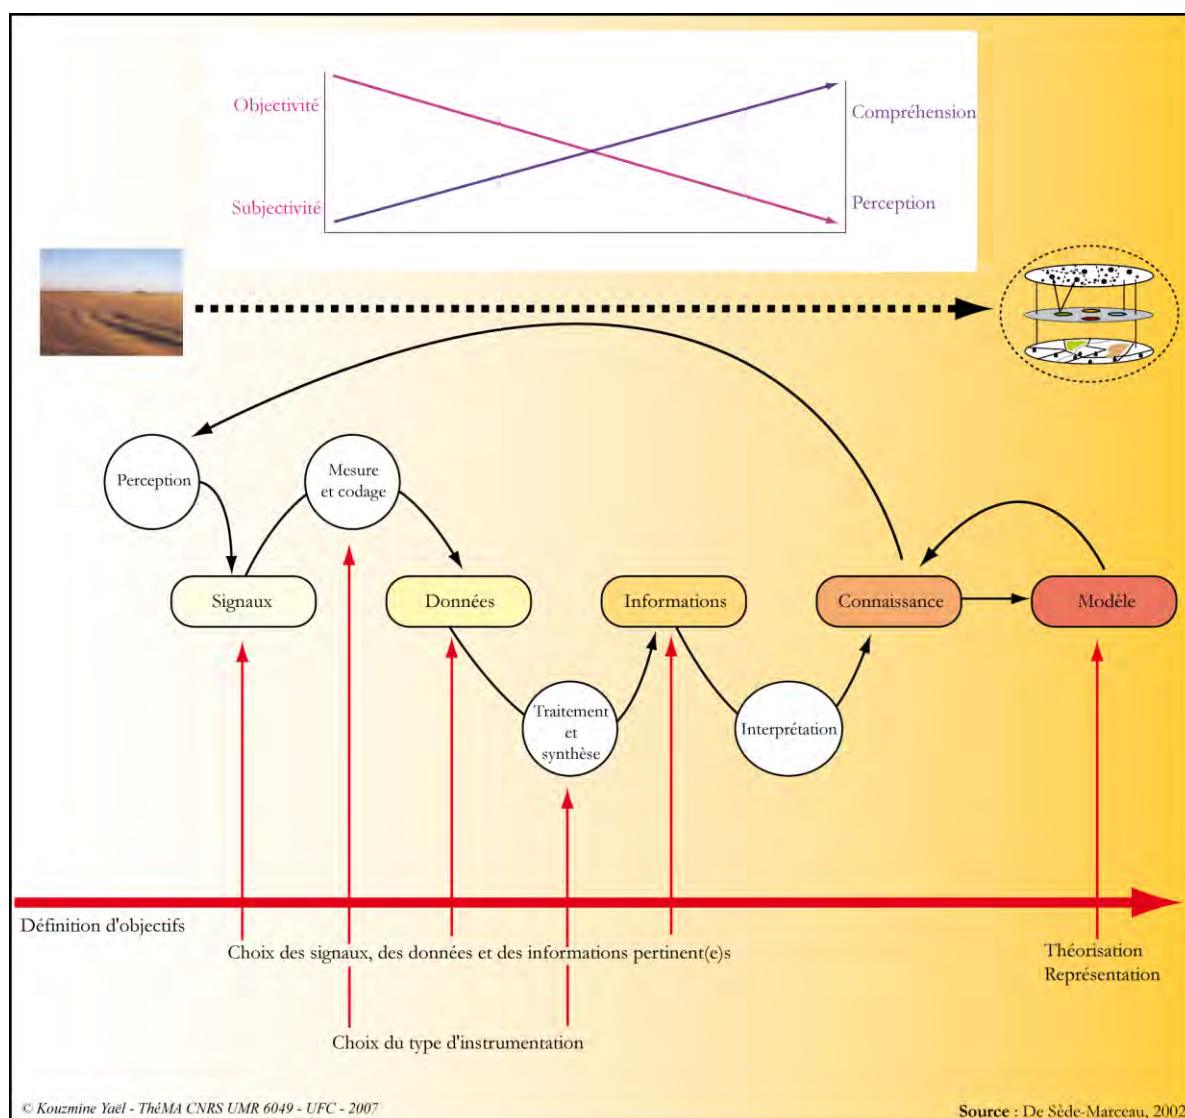 Objectivité
Compréhension
Subjectivité
Perception
Perception
Mesure
et codage
Signaux
Données
Informations
Connaissance
Modèle
Traitement
et
synthèse
Interprétation
Définition d'objectifs
Choix des signaux, des données et des informations pertinent(e)s
Théorisation
Représentation
Choix du type d'instrumentation
© Kouzmine Yaël - ThéMA CNRS UMR 6049 - UFC - 2007
Source : De Sède-Marceau, 2002